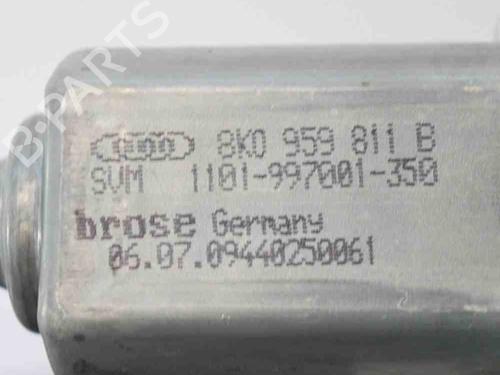 8K0 959 811 B
SVM 1101-997001-350
brose Germany
06.07.09440250061
B-PARTS